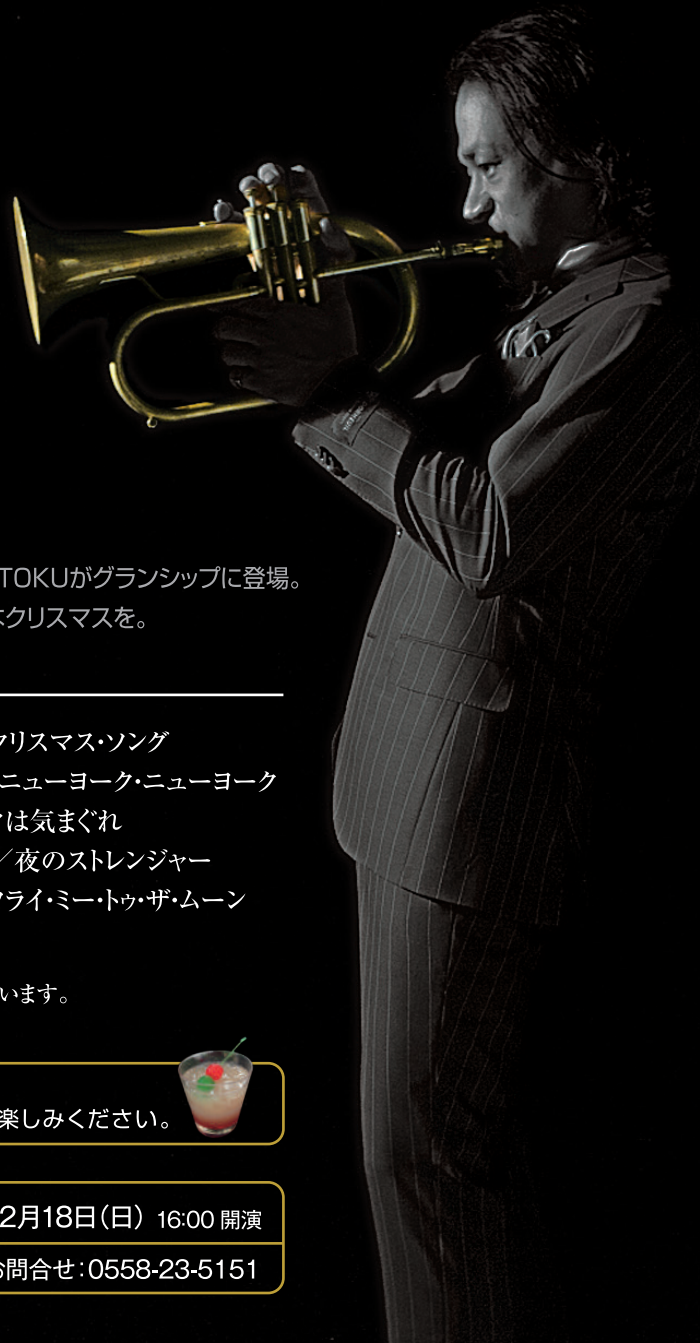 TOKUがグランシップに登場。
クリスマスを。
クリスマス・ソング
ニューヨーク・ニューヨーク
は気まぐれ
／夜のストレンジャー
フライ・ミー・トゥ・ザ・ムーン
います。
楽しみください。
2月18日(日) 16:00 開演
お問合せ:0558-23-5151